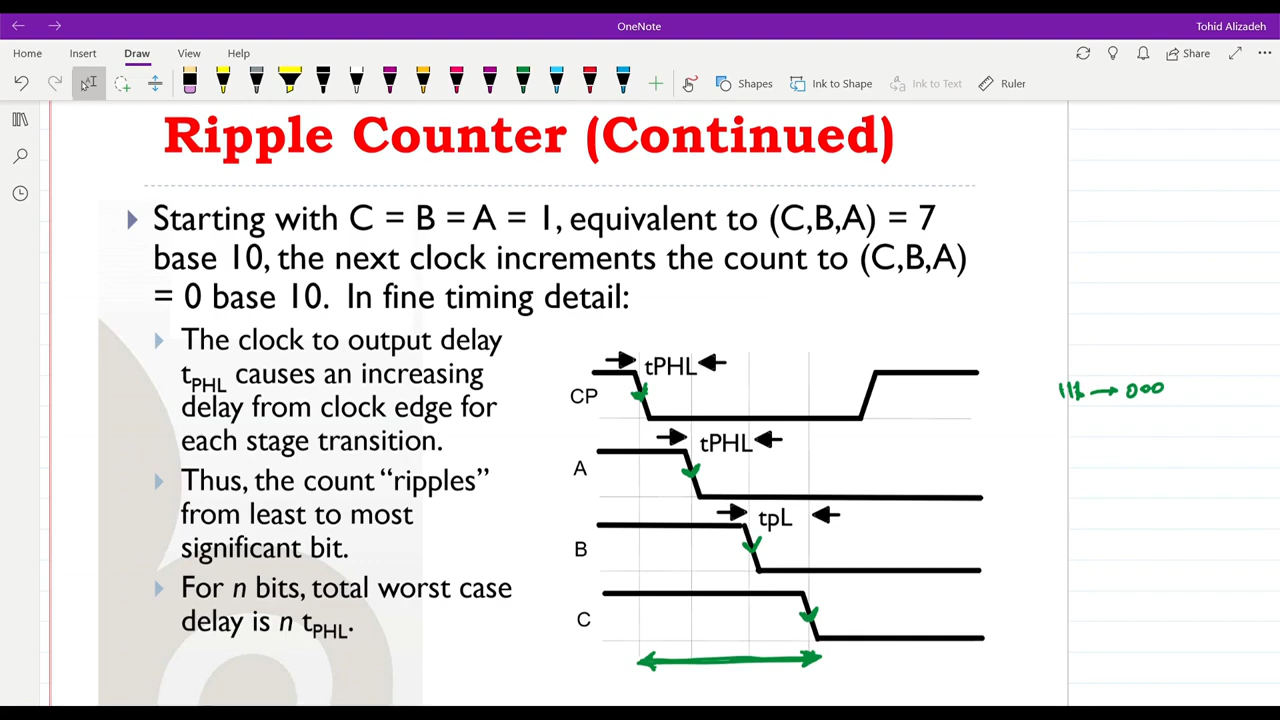 OneNote
Tohid Alizadeh
Home Insert Draw View Help
Share
Shapes Ink to Shape Ink to Text Ruler
Ripple Counter (Continued)
Starting with C = B = A = 1, equivalent to (C,B,A) = 7
base 10, the next clock increments the count to (C,B,A)
= 0 base 10. In fine timing detail:
The clock to output delay
tPHL causes an increasing
delay from clock edge for
each stage transition.
Thus, the count “ripples”
from least to most
significant bit.
For n bits, total worst case
delay is n tPHL.
tPHL
CP
tPHL
A
tpL
B
C
111 → 000